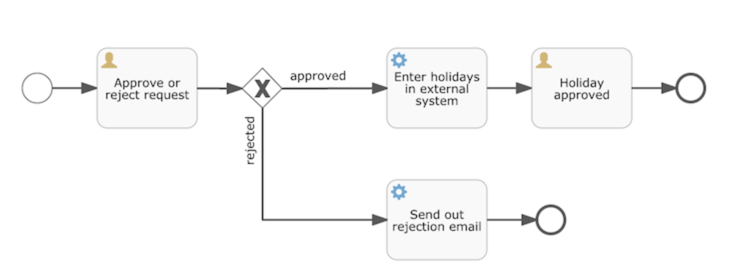 Approve or
reject request
approved
rejected
Enter holidays
in external
system
Holiday
approved
Send out
rejection email